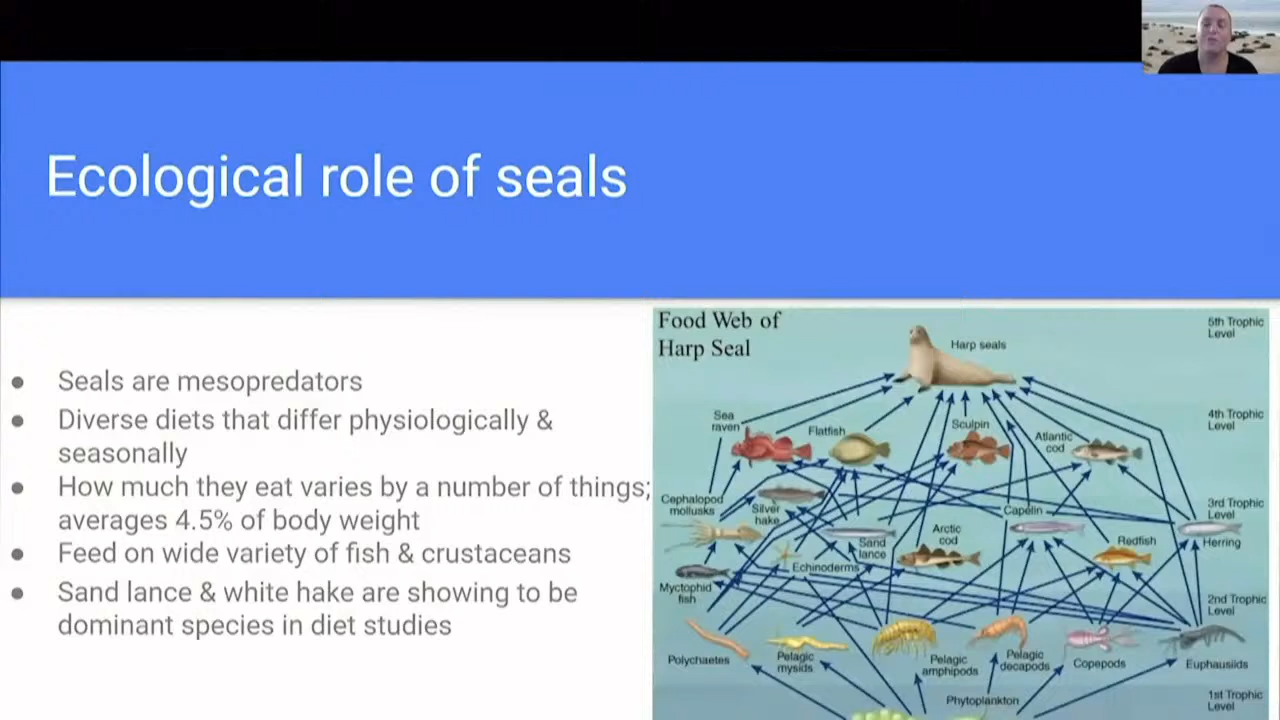 Ecological role of seals
● Seals are mesopredators
● Diverse diets that differ physiologically &
seasonally
● How much they eat varies by a number of things;
averages 4.5% of body weight
● Feed on wide variety of fish & crustaceans
● Sand lance & white hake are showing to be
dominant species in diet studies
Food Web of
Harp Seal
5th Trophic
Level
Harp seals
4th Trophic
Level
Sea
raven
Flatfish
Sculpin
Atlantic
cod
3rd Trophic
Level
Cephalopod
mollusks
Silver
hake
Capelin
Sand
lance
Arctic
cod
Redfish
Herring
Echinoderms
Myctophid
fish
2nd Trophic
Level
Polychaetes
Pelagic
mysids
Pelagic
amphipods
Pelagic
decapods
Copepods
Euphausiids
Phytoplankton
1st Trophic
Level